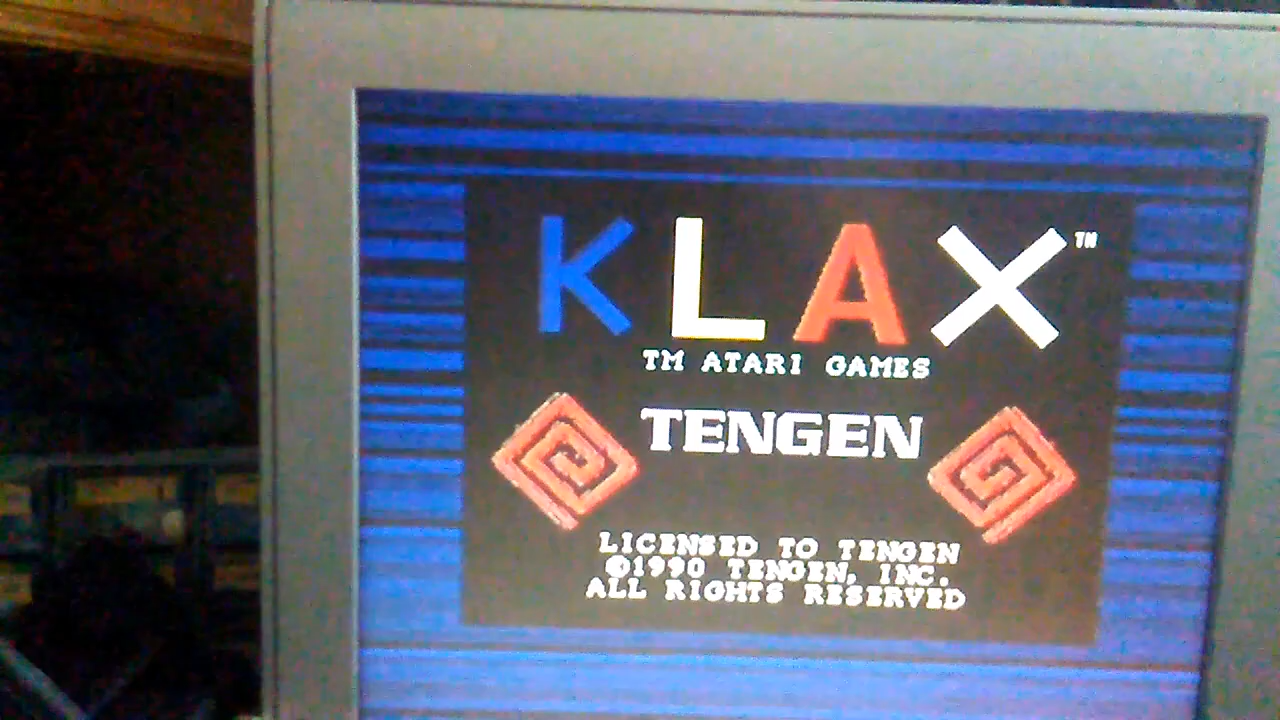 KLAX™
TM ATARI GAMES
TENGEN
LICENSED TO TENGEN
©1990 TENGEN, INC.
ALL RIGHTS RESERVED